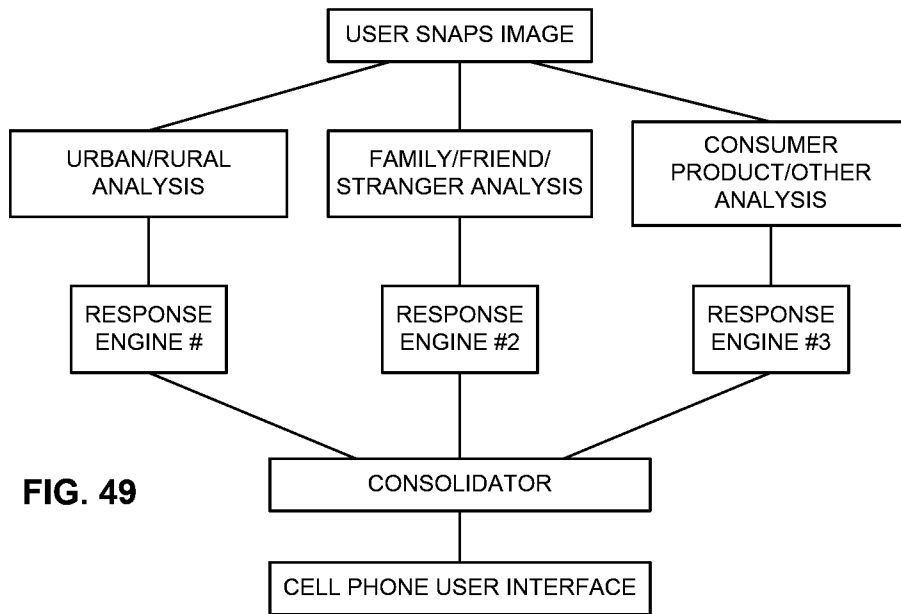 USER SNAPS IMAGE
URBAN/RURAL
ANALYSIS
FAMILY/FRIEND/
STRANGER ANALYSIS
CONSUMER
PRODUCT/OTHER
ANALYSIS
RESPONSE
ENGINE #
RESPONSE
ENGINE #2
RESPONSE
ENGINE #3
CONSOLIDATOR
FIG. 49
CELL PHONE USER INTERFACE